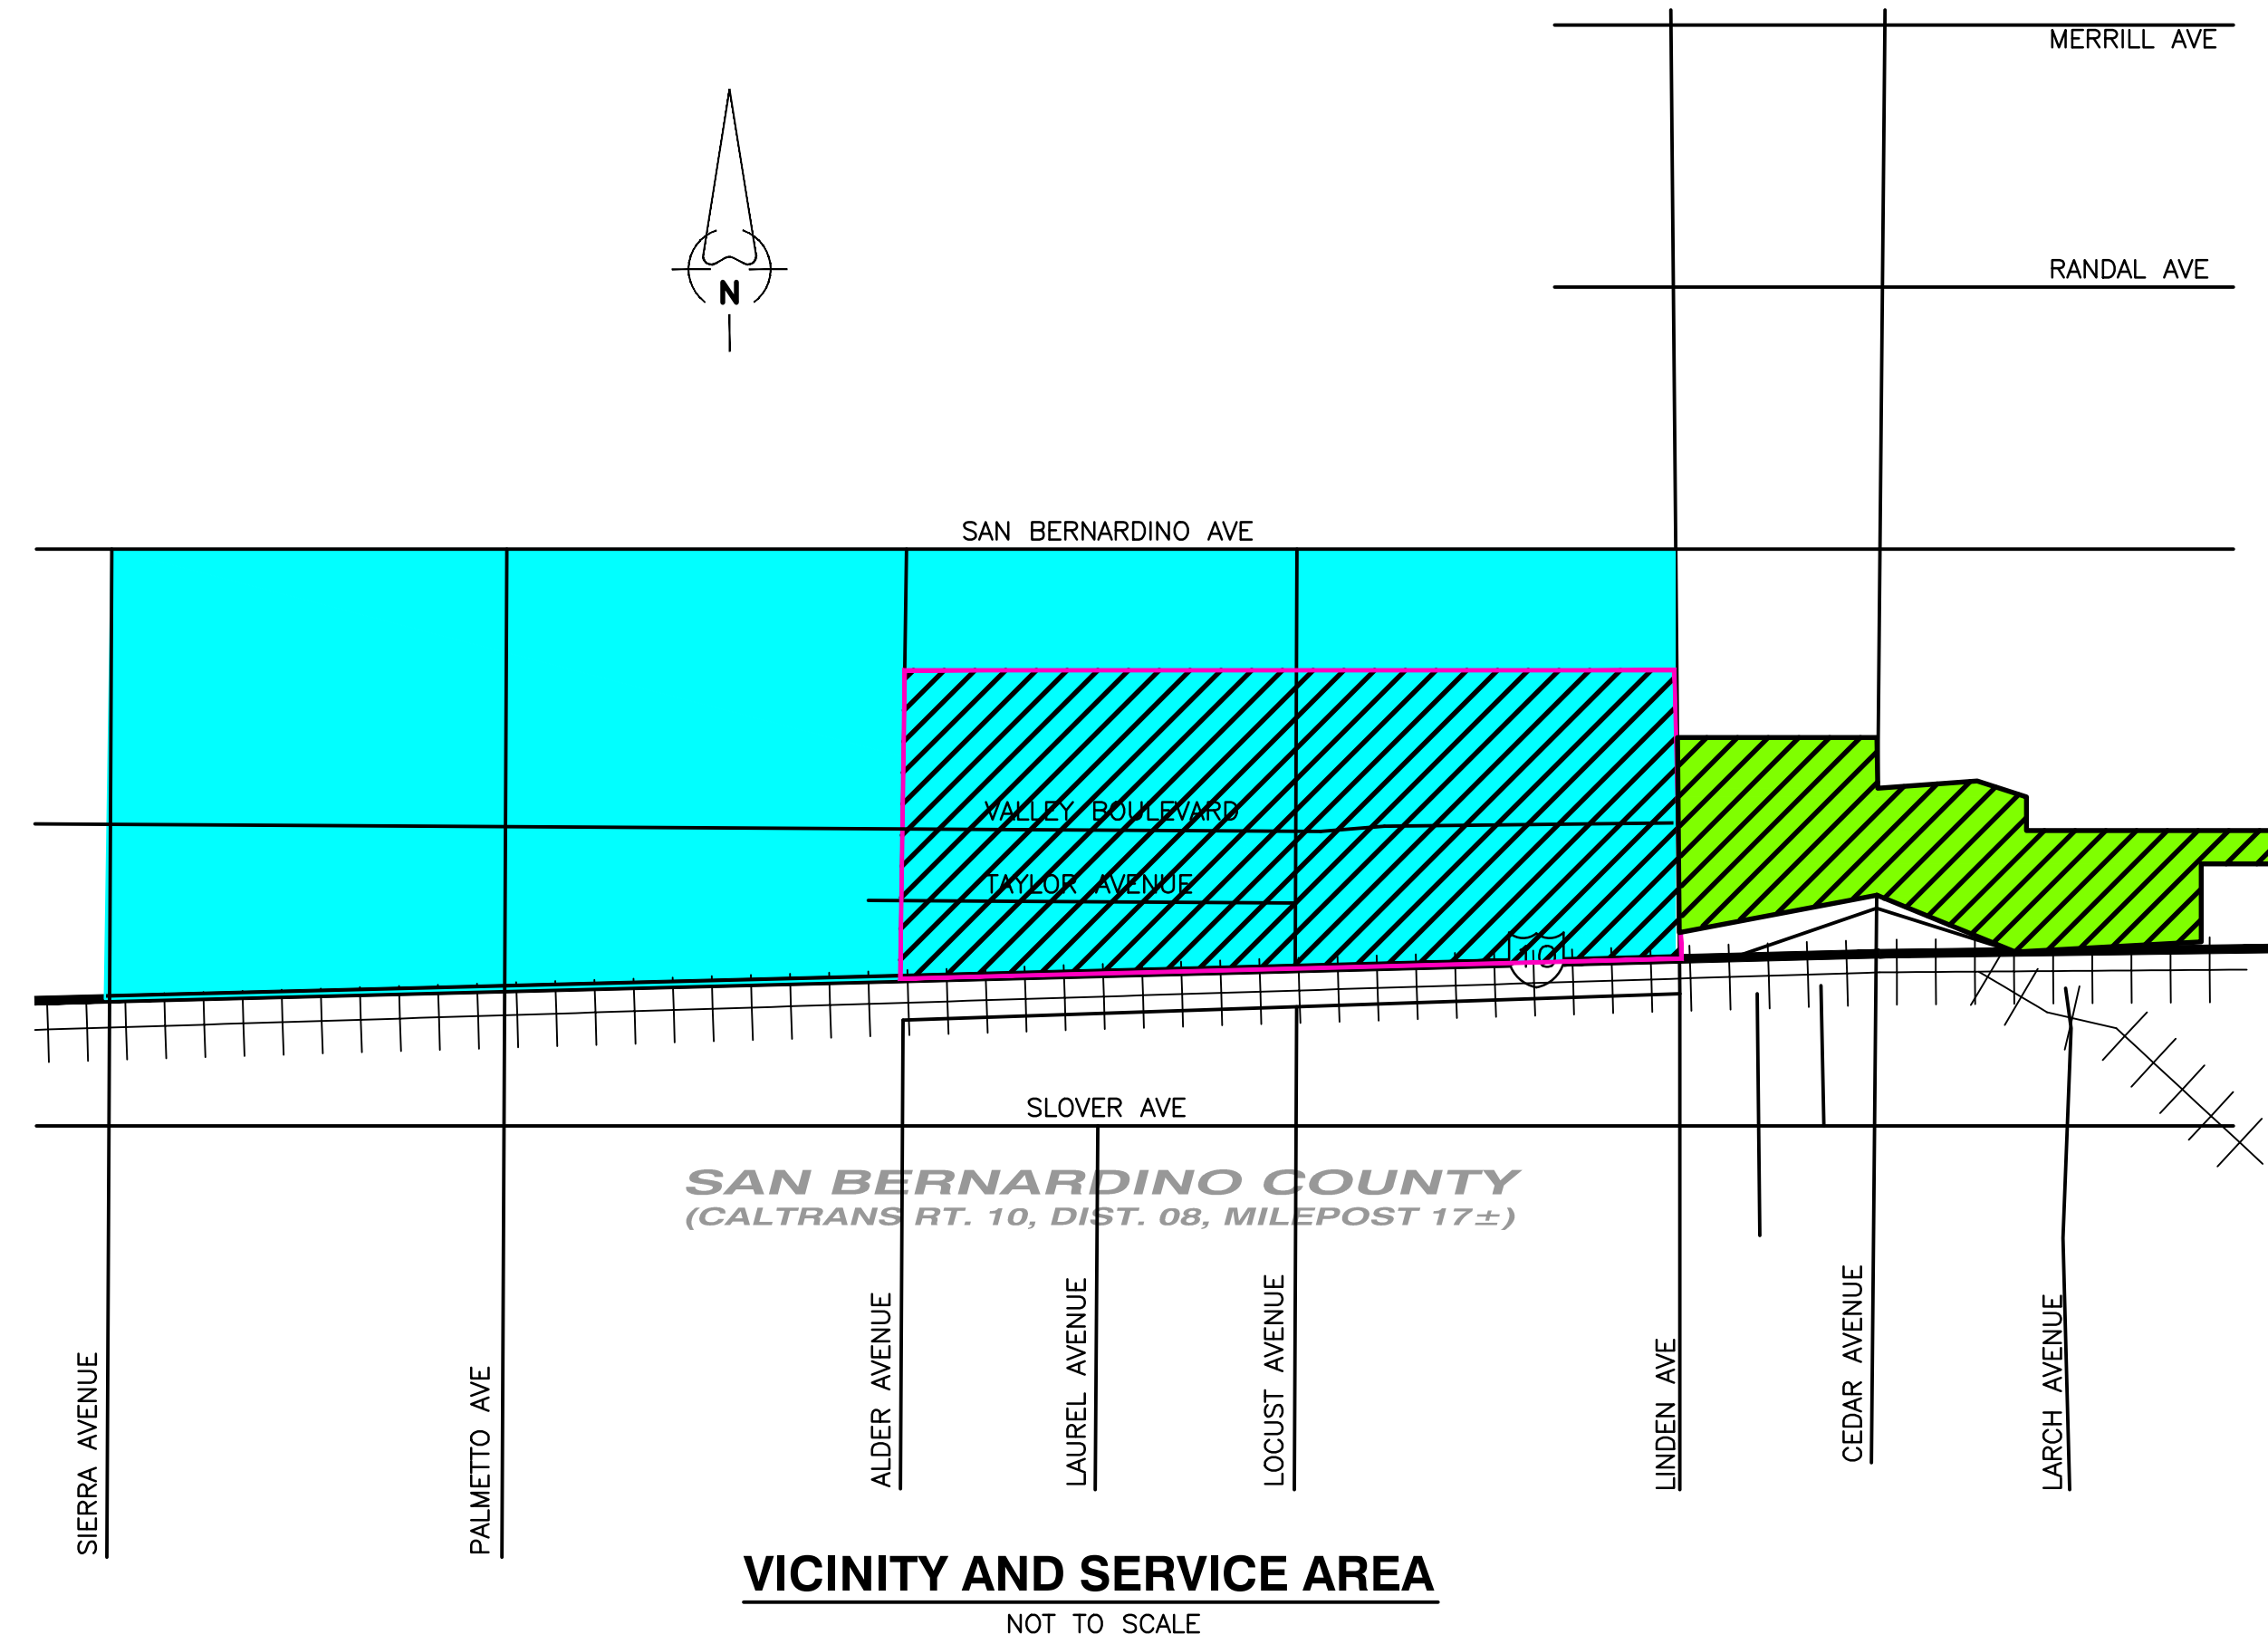 MERRILL AVE
RANDAL AVE
N
SAN BERNARDINO AVE
VALLEY BOULEVARD
TAYLOR AVENUE
10
SLOVER AVE
SAN BERNARDINO COUNTY
(CALTRANS RT. 10, DIST. 08, MILEPOST 17±)
SIERRA AVENUE
PALMETTO AVE
ALDER AVENUE
LAUREL AVENUE
LOCUST AVENUE
LINDEN AVE
CEDAR AVENUE
LARCH AVENUE
VICINITY AND SERVICE AREA
NOT TO SCALE